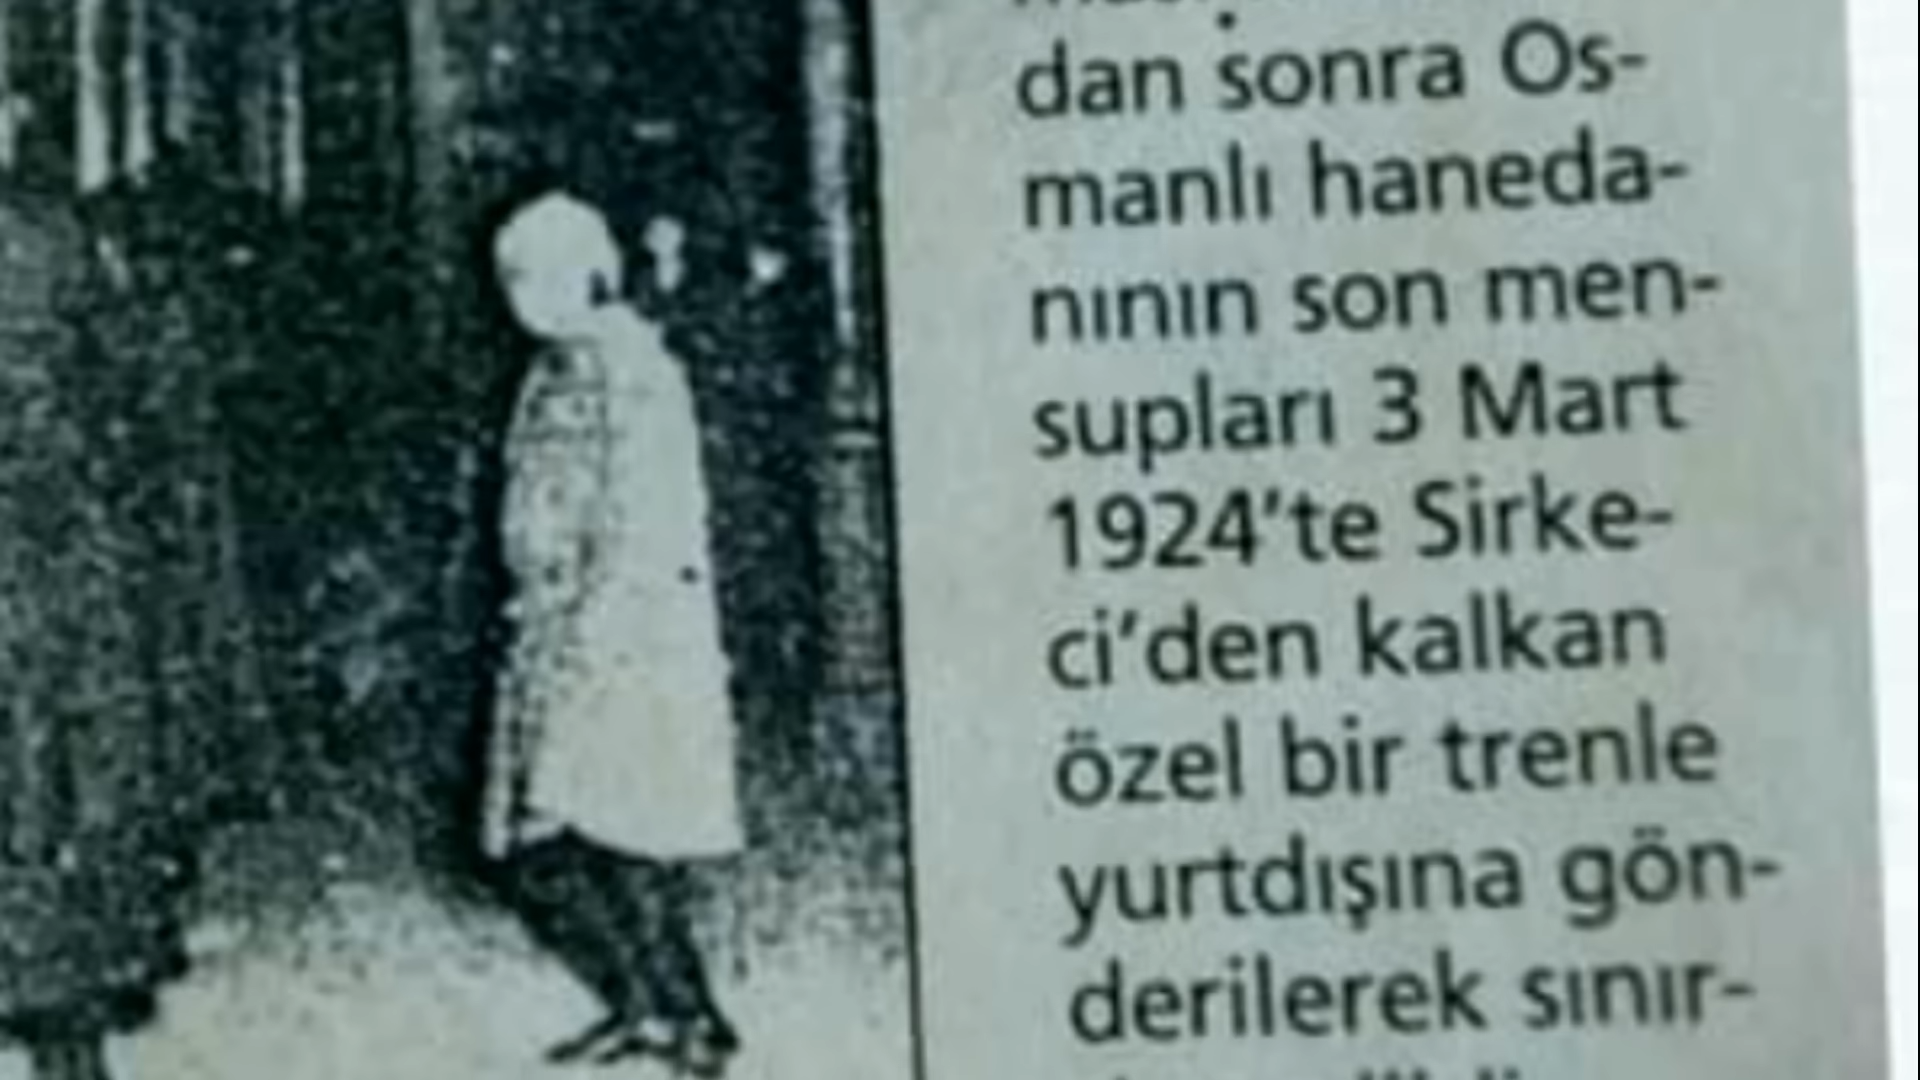 dan sonra Os-
manlı haneda-
nının son men-
supları 3 Mart
1924'te Sirke-
ci'den kalkan
özel bir trenle
yurtdışına gön-
derilerek sınır-